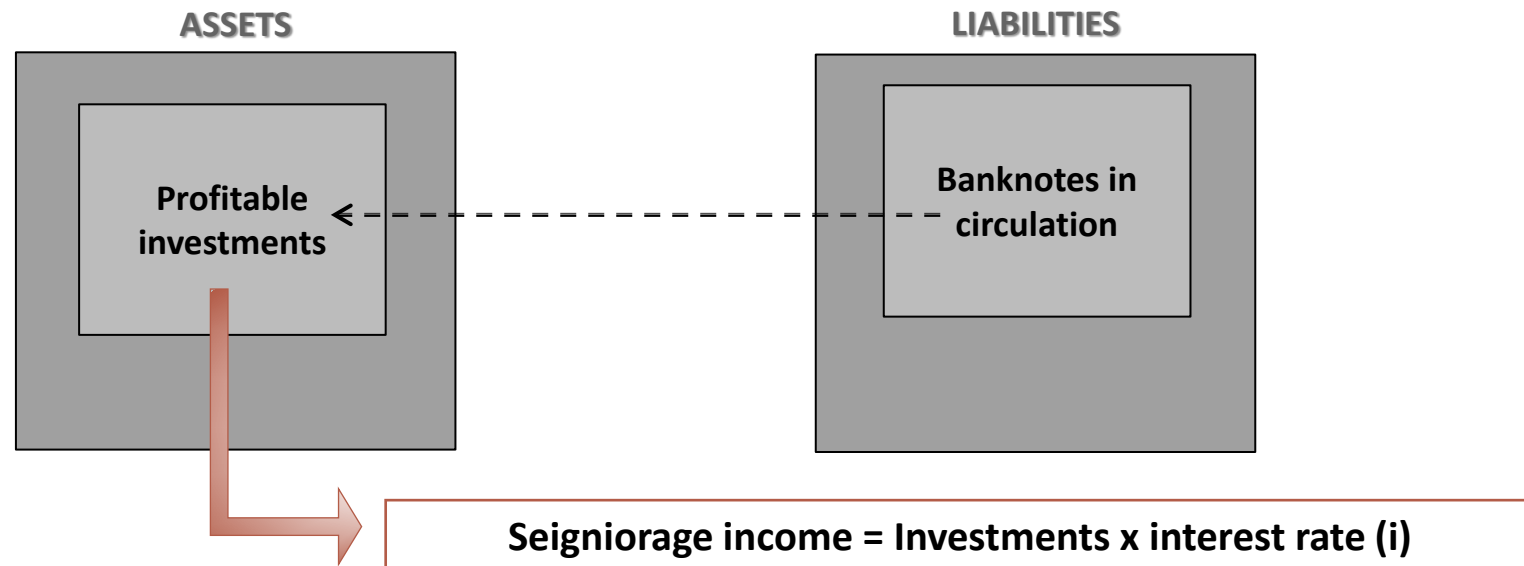 ASSETS
LIABILITIES
Profitable
investments
Banknotes in
circulation
Seigniorage income = Investments x interest rate (i)